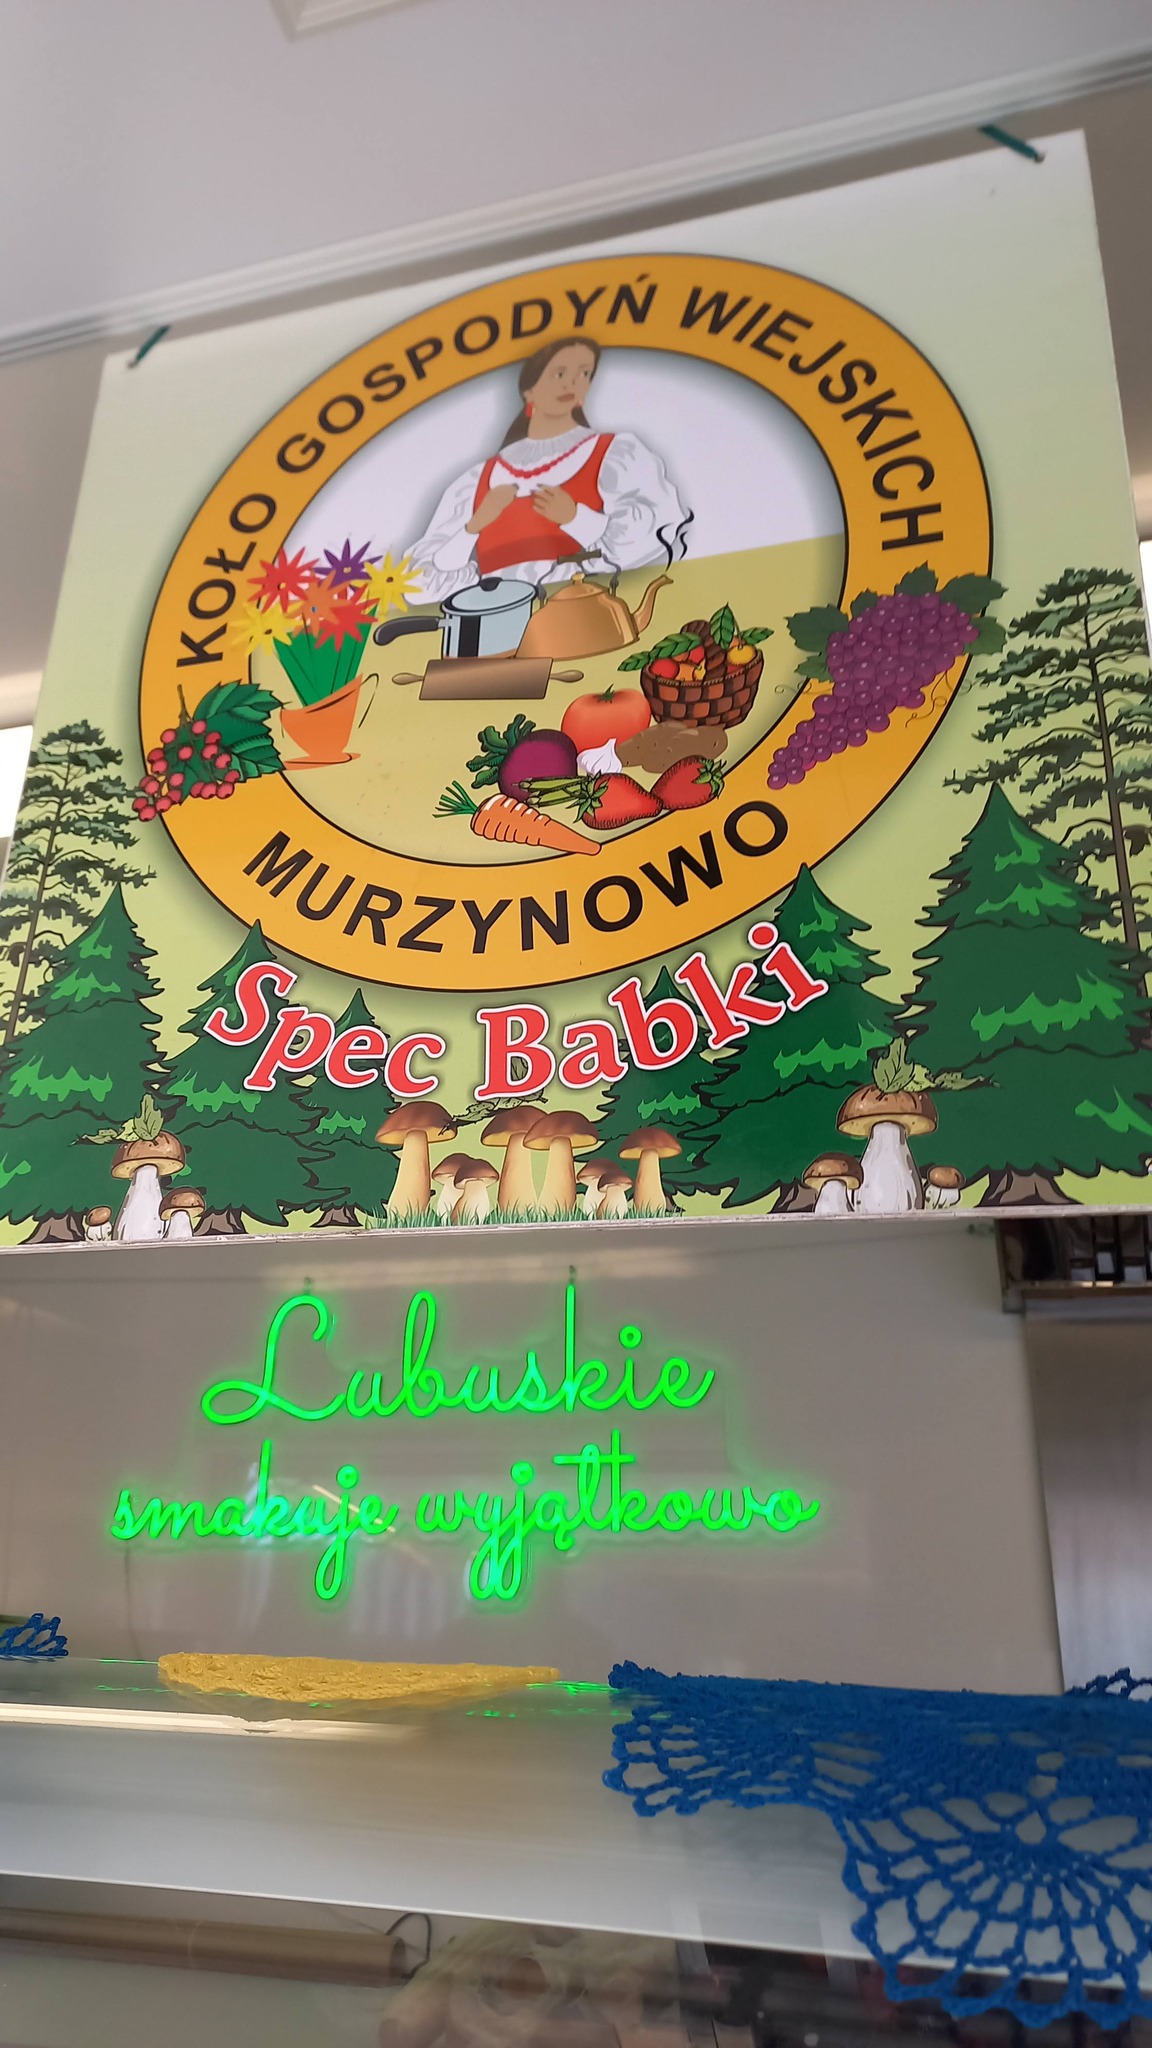 KOŁO GOSPODYŃ WIEJSKICH
MURZYNOWO
Spec Babki
Lubuskie
smakuje wyjątkowo